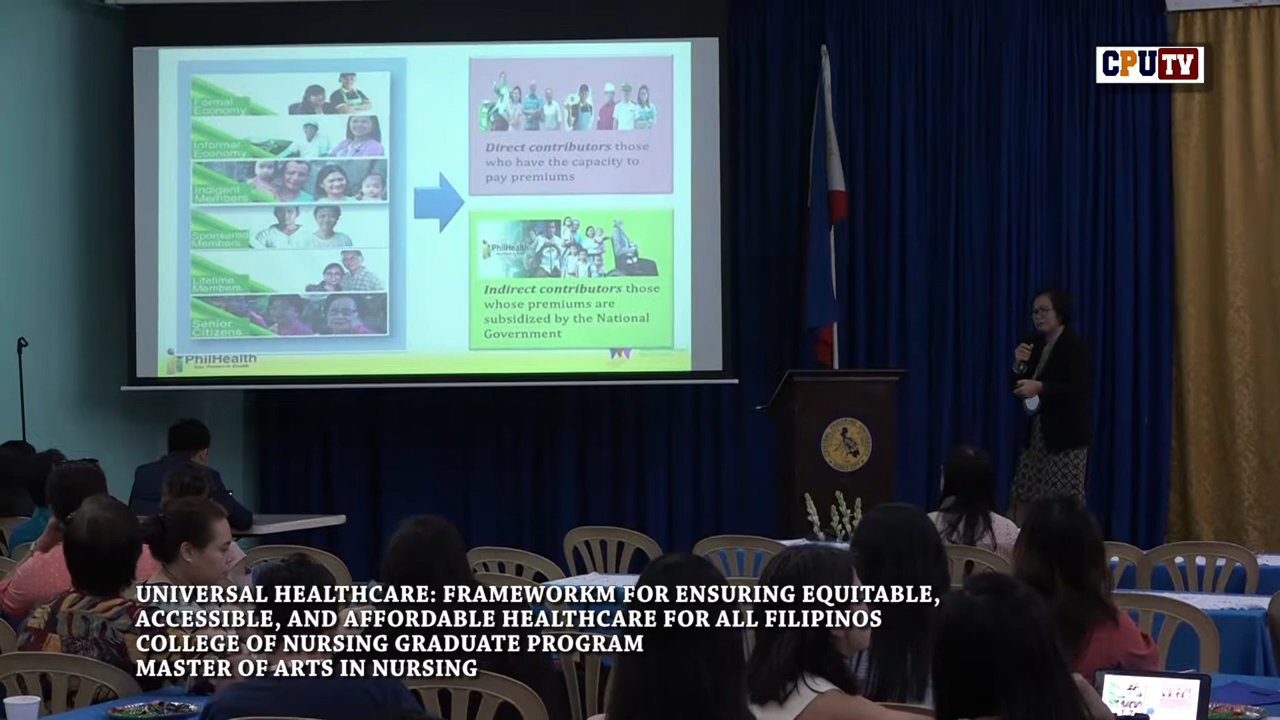 CPUTV
Formal
Economy
Informal
Economy
Indigent
Members
Sponsored
Members
Lifetime
Members
Senior
Citizens
Direct contributors those
who have the capacity to
pay premiums
PhilHealth
Indirect contributors those
whose premiums are
subsidized by the National
Government
PhilHealth
UNIVERSAL HEALTHCARE: FRAMEWORKM FOR ENSURING EQUITABLE,
ACCESSIBLE, AND AFFORDABLE HEALTHCARE FOR ALL FILIPINOS
COLLEGE OF NURSING GRADUATE PROGRAM
MASTER OF ARTS IN NURSING